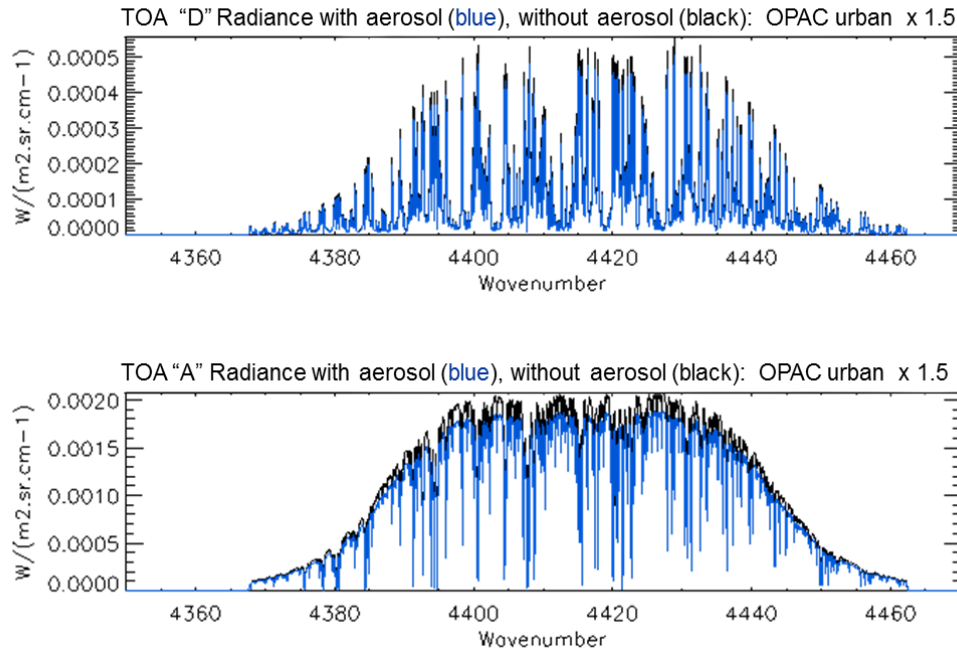 TOA “D” Radiance with aerosol (blue), without aerosol (black): OPAC urban x 1.5
W/(m2.sr.cm−1)
0.0005
0.0004
0.0003
0.0002
0.0001
0.0000
4360 4380 4400 4420 4440 4460
Wavenumber
TOA “A” Radiance with aerosol (blue), without aerosol (black): OPAC urban x 1.5
W/(m2.sr.cm−1)
0.0020
0.0015
0.0010
0.0005
0.0000
4360 4380 4400 4420 4440 4460
Wavenumber